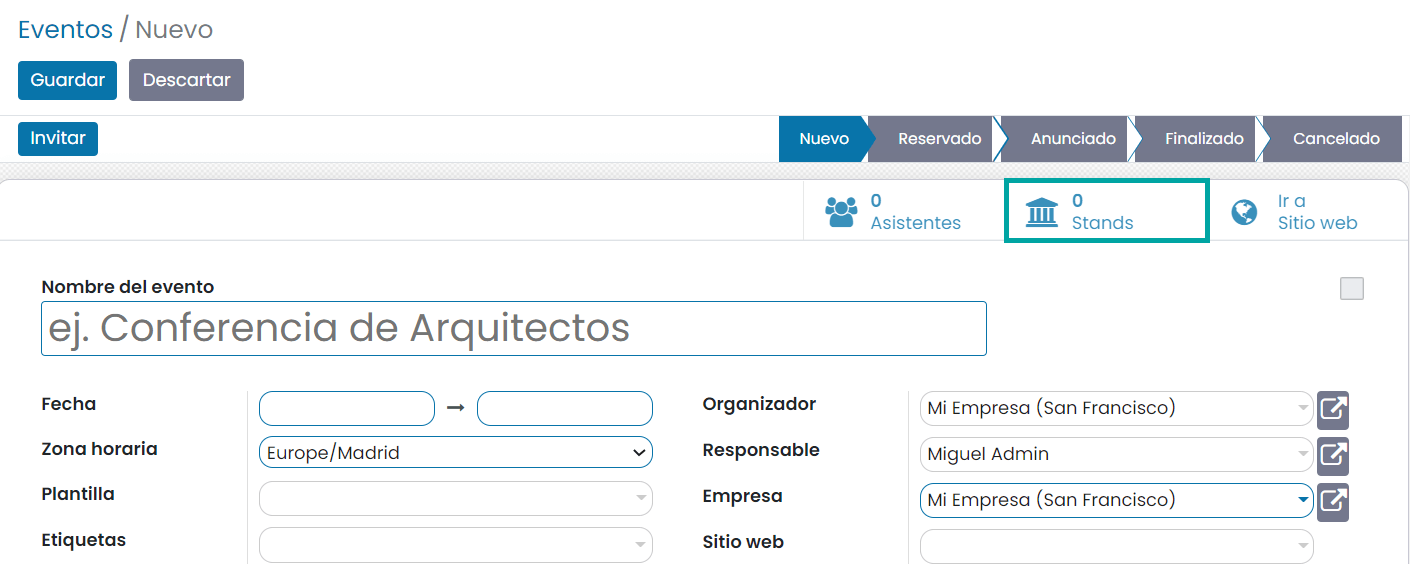 Eventos / Nuevo
Guardar Descartar
Invitar
Nuevo Reservado Anunciado Finalizado Cancelado
0 Asistentes
0 Stands
Ir a Sitio web
Nombre del evento
ej. Conferencia de Arquitectos
Fecha →
Zona horaria Europe/Madrid
Plantilla
Etiquetas
Organizador Mi Empresa (San Francisco)
Responsable Miguel Admin
Empresa Mi Empresa (San Francisco)
Sitio web